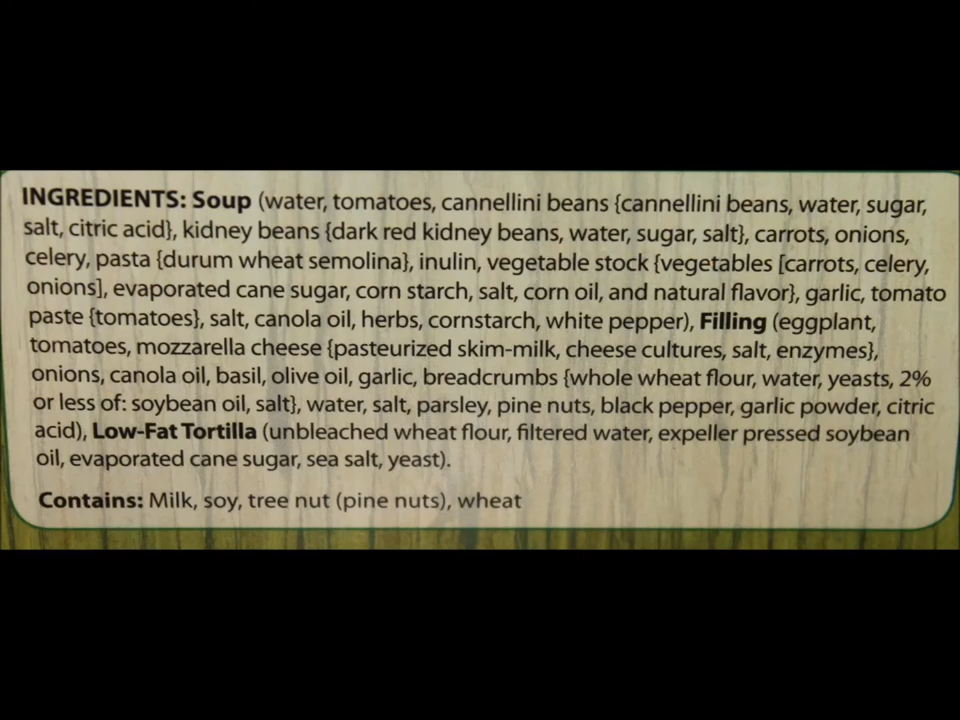 INGREDIENTS: Soup (water, tomatoes, cannellini beans {cannellini beans, water, sugar,
salt, citric acid}, kidney beans {dark red kidney beans, water, sugar, salt}, carrots, onions,
celery, pasta {durum wheat semolina}, inulin, vegetable stock {vegetables [carrots, celery,
onions], evaporated cane sugar, corn starch, salt, corn oil, and natural flavor}, garlic, tomato
paste {tomatoes}, salt, canola oil, herbs, cornstarch, white pepper), Filling (eggplant,
tomatoes, mozzarella cheese {pasteurized skim-milk, cheese cultures, salt, enzymes},
onions, canola oil, basil, olive oil, garlic, breadcrumbs {whole wheat flour, water, yeasts, 2%
or less of: soybean oil, salt}, water, salt, parsley, pine nuts, black pepper, garlic powder, citric
acid), Low-Fat Tortilla (unbleached wheat flour, filtered water, expeller pressed soybean
oil, evaporated cane sugar, sea salt, yeast).
Contains: Milk, soy, tree nut (pine nuts), wheat